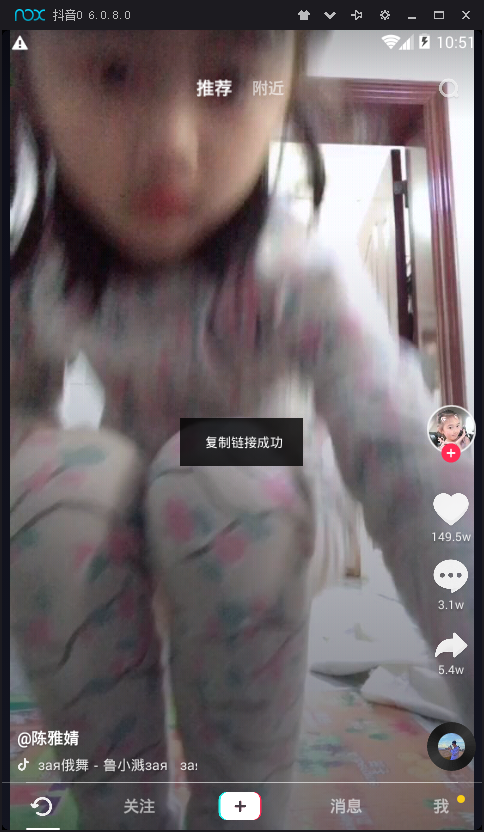 nox 抖音0 6.0.8.0
10:51
推荐 附近
复制链接成功
149.5w
3.1w
5.4w
@陈雅婧
зая俄舞 - 鲁小溅зая за
关注 消息 我